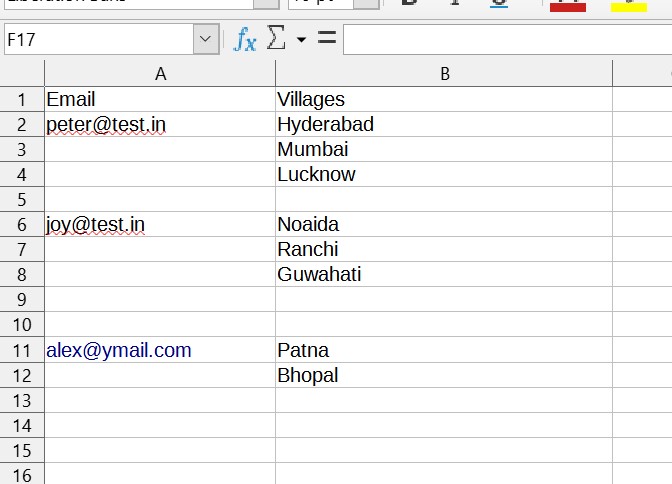 F17
A B
1 Email Villages
2 peter@test.in Hyderabad
3 Mumbai
4 Lucknow
5
6 joy@test.in Noaida
7 Ranchi
8 Guwahati
9
10
11 alex@ymail.com Patna
12 Bhopal
13
14
15
16